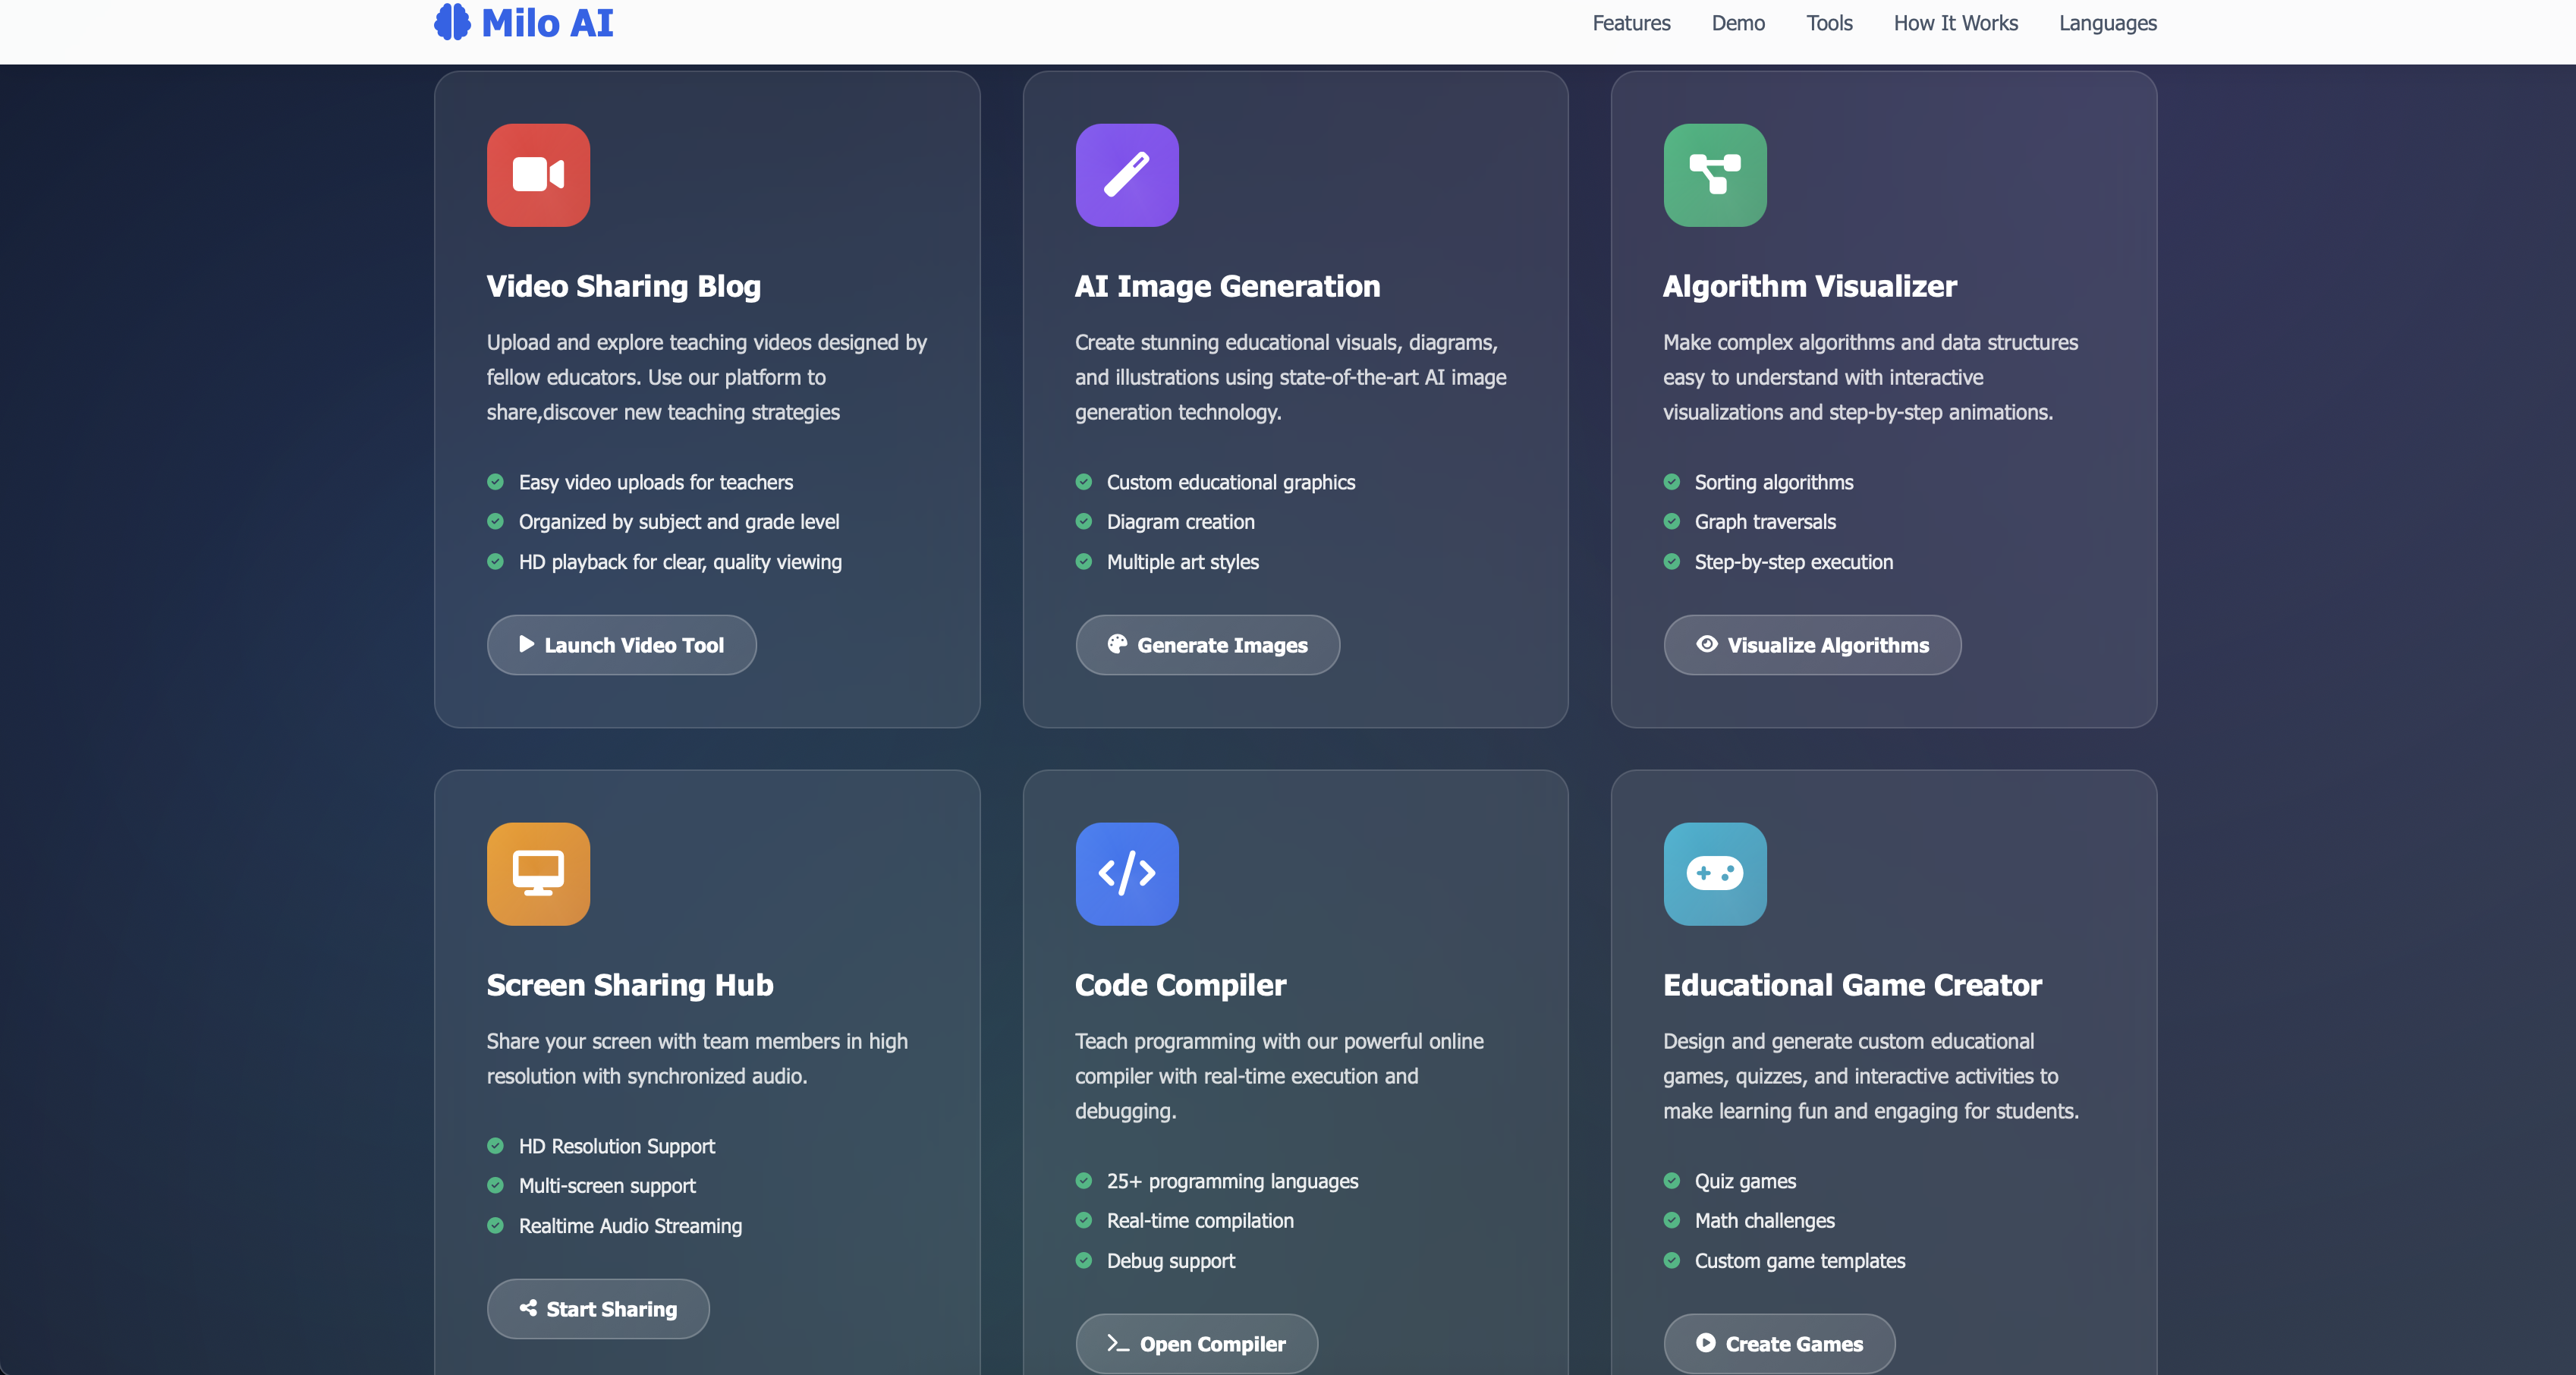 Milo AI
Features
Demo
Tools
How It Works
Languages
Video Sharing Blog
Upload and explore teaching videos designed by
fellow educators. Use our platform to
share,discover new teaching strategies
Easy video uploads for teachers
Organized by subject and grade level
HD playback for clear, quality viewing
Launch Video Tool
AI Image Generation
Create stunning educational visuals, diagrams,
and illustrations using state-of-the-art AI image
generation technology.
Custom educational graphics
Diagram creation
Multiple art styles
Generate Images
Algorithm Visualizer
Make complex algorithms and data structures
easy to understand with interactive
visualizations and step-by-step animations.
Sorting algorithms
Graph traversals
Step-by-step execution
Visualize Algorithms
Screen Sharing Hub
Share your screen with team members in high
resolution with synchronized audio.
HD Resolution Support
Multi-screen support
Realtime Audio Streaming
Start Sharing
Code Compiler
Teach programming with our powerful online
compiler with real-time execution and
debugging.
25+ programming languages
Real-time compilation
Debug support
Open Compiler
Educational Game Creator
Design and generate custom educational
games, quizzes, and interactive activities to
make learning fun and engaging for students.
Quiz games
Math challenges
Custom game templates
Create Games